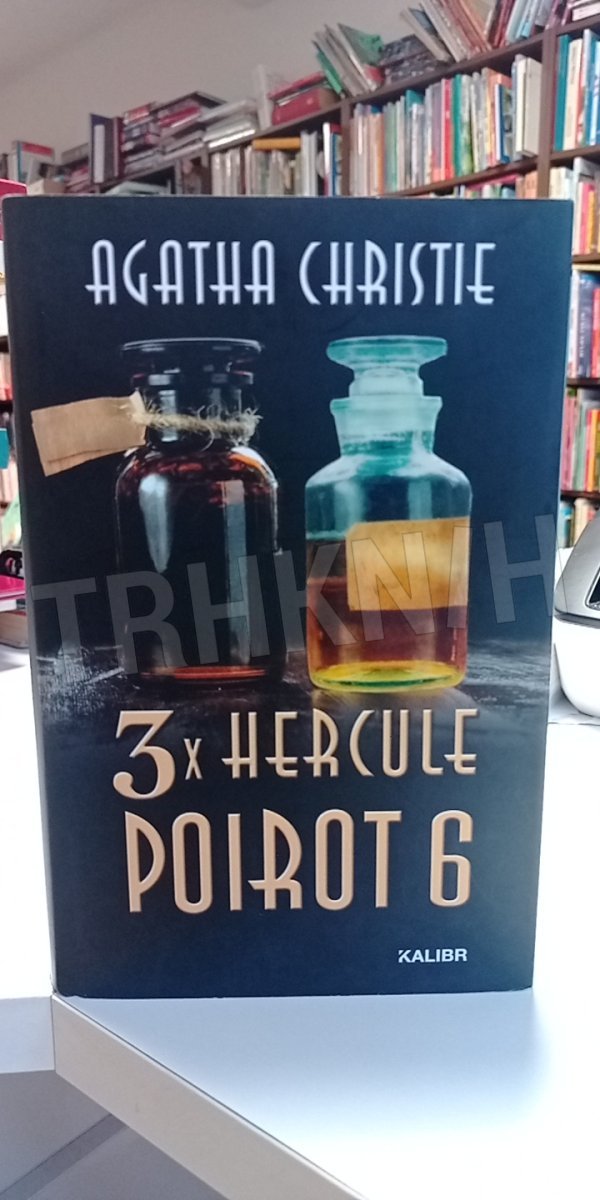 AGATHA CHRISTIE
TRHKNIH
3x HERCULE
POIROT 6
KALIBR